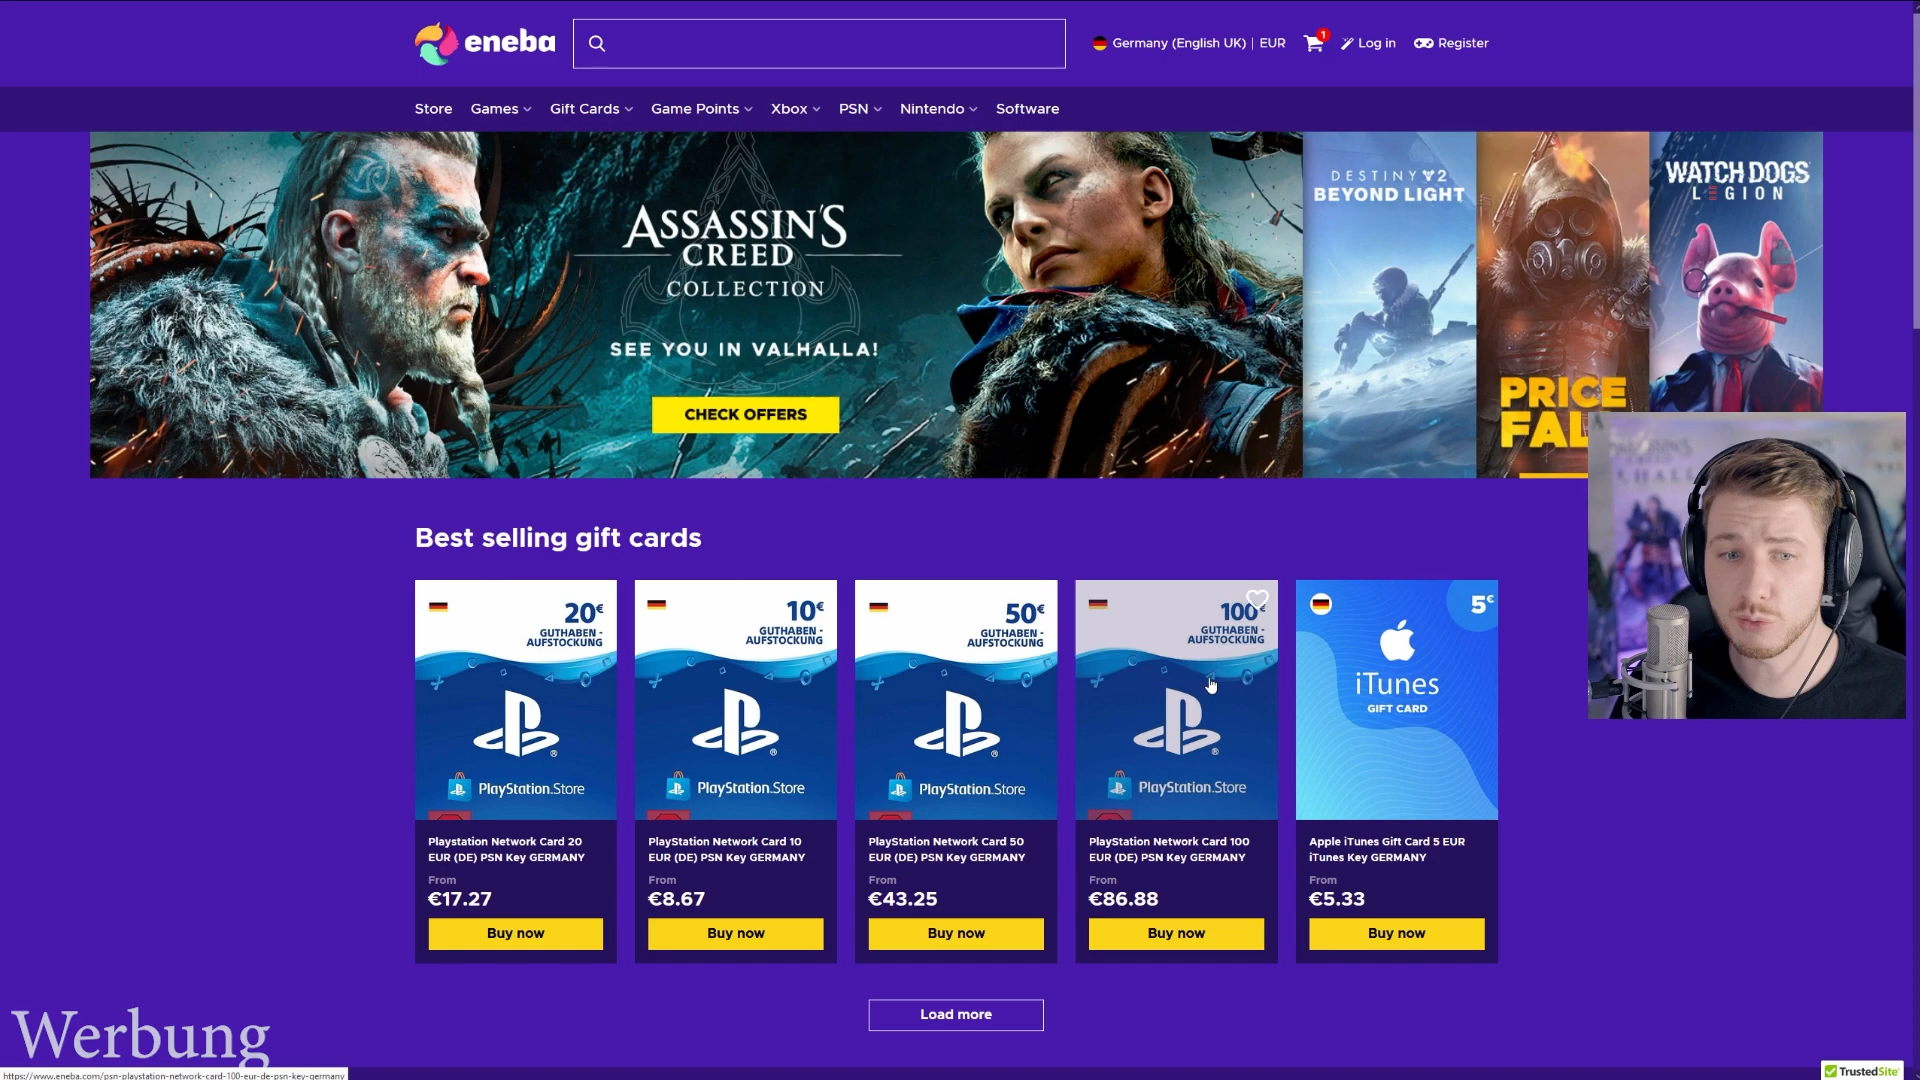 eneba
Germany (English UK) | EUR
1
Log in
Register
Store
Games
Gift Cards
Game Points
Xbox
PSN
Nintendo
Software
ASSASSIN'S
CREED
COLLECTION
SEE YOU IN VALHALLA!
CHECK OFFERS
DESTINY 2
BEYOND LIGHT
PRICE
FAL
WATCH DOGS
LEGION
Best selling gift cards
20€
GUTHABEN -
AUFSTOCKUNG
PlayStation.Store
Playstation Network Card 20
EUR (DE) PSN Key GERMANY
From
€17.27
Buy now
10€
GUTHABEN -
AUFSTOCKUNG
PlayStation.Store
PlayStation Network Card 10
EUR (DE) PSN Key GERMANY
From
€8.67
Buy now
50€
GUTHABEN -
AUFSTOCKUNG
PlayStation.Store
PlayStation Network Card 50
EUR (DE) PSN Key GERMANY
From
€43.25
Buy now
100€
GUTHABEN -
AUFSTOCKUNG
PlayStation.Store
PlayStation Network Card 100
EUR (DE) PSN Key GERMANY
From
€86.88
Buy now
5€
iTunes
GIFT CARD
Apple iTunes Gift Card 5 EUR
iTunes Key GERMANY
From
€5.33
Buy now
Load more
Werbung
https://www.eneba.com/psn-playstation-network-card-100-eur-de-psn-key-germany
TrustedSite